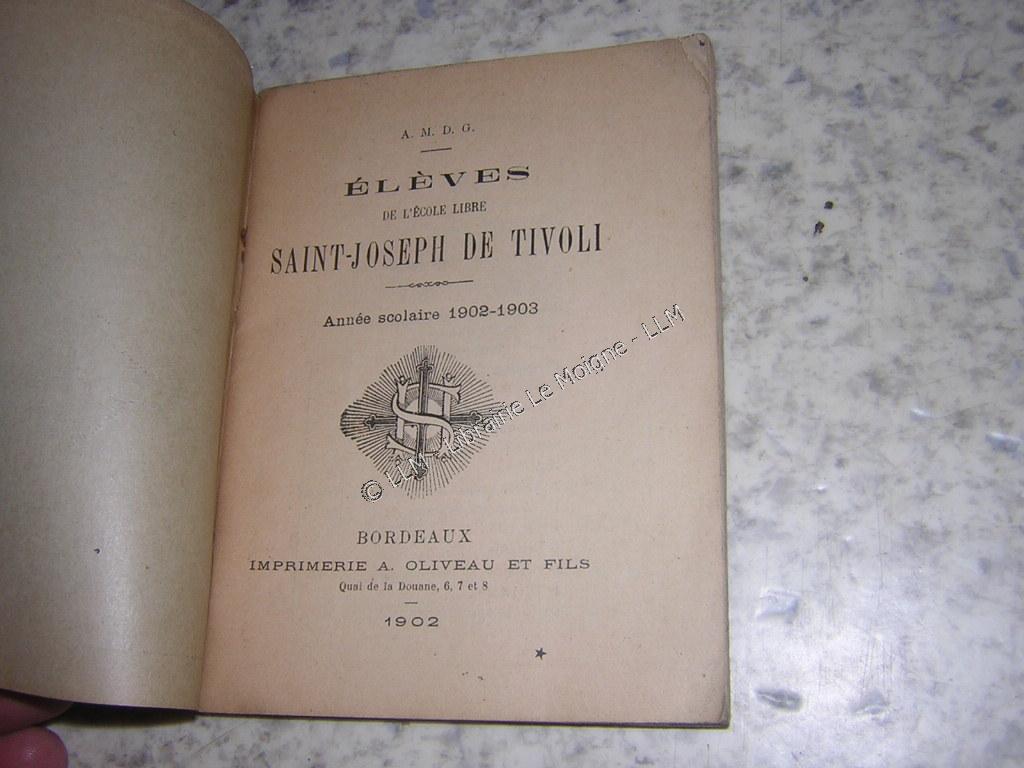 A. M. D. G.
ÉLÈVES
DE L'ÉCOLE LIBRE
SAINT-JOSEPH DE TIVOLI
Année scolaire 1902-1903
© LLM - Librairie Le Moigne - LLM
BORDEAUX
IMPRIMERIE A. OLIVEAU ET FILS
Quai de la Douane, 6, 7 et 8
1902